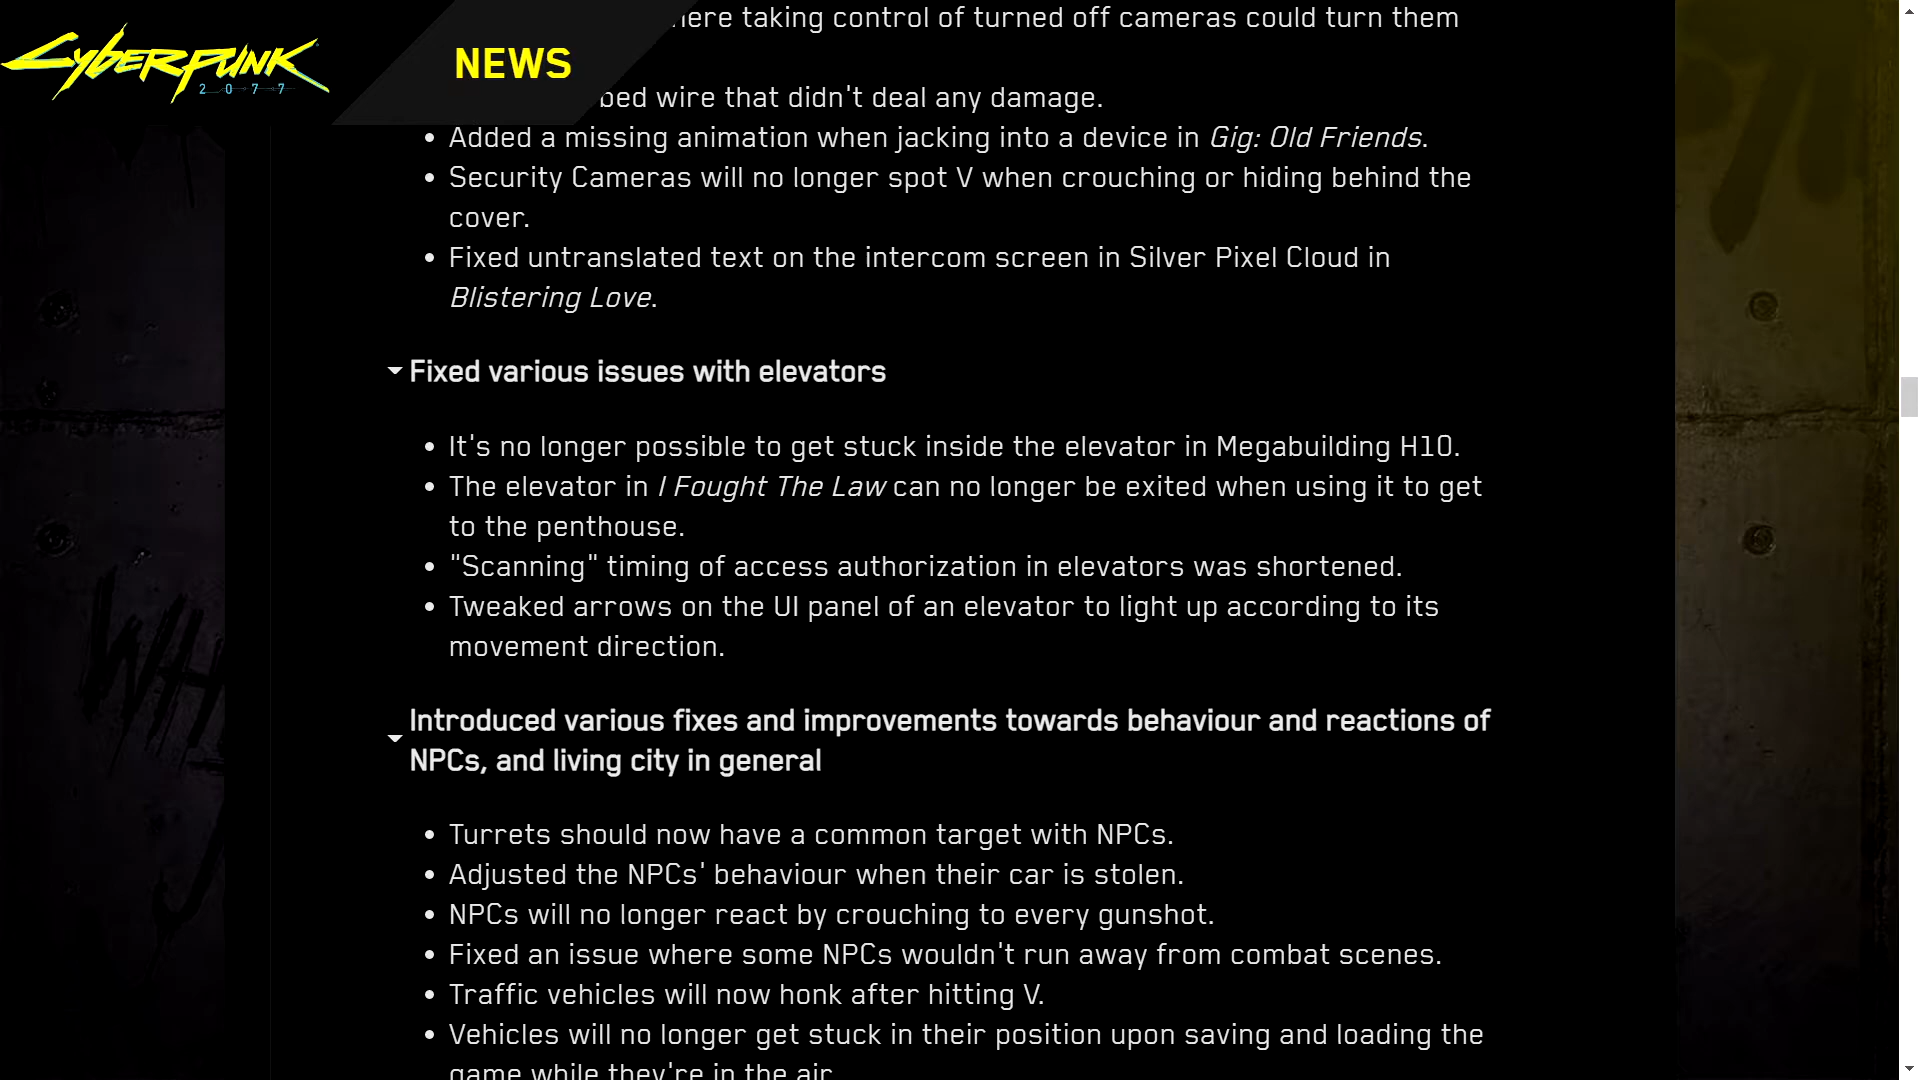 here taking control of turned off cameras could turn them
CYBERPUNK
2077
NEWS
bed wire that didn't deal any damage.
• Added a missing animation when jacking into a device in Gig: Old Friends.
• Security Cameras will no longer spot V when crouching or hiding behind the
cover.
• Fixed untranslated text on the intercom screen in Silver Pixel Cloud in
Blistering Love.
Fixed various issues with elevators
• It's no longer possible to get stuck inside the elevator in Megabuilding H10.
• The elevator in I Fought The Law can no longer be exited when using it to get
to the penthouse.
• "Scanning" timing of access authorization in elevators was shortened.
• Tweaked arrows on the UI panel of an elevator to light up according to its
movement direction.
Introduced various fixes and improvements towards behaviour and reactions of
NPCs, and living city in general
• Turrets should now have a common target with NPCs.
• Adjusted the NPCs' behaviour when their car is stolen.
• NPCs will no longer react by crouching to every gunshot.
• Fixed an issue where some NPCs wouldn't run away from combat scenes.
• Traffic vehicles will now honk after hitting V.
• Vehicles will no longer get stuck in their position upon saving and loading the
game while they're in the air